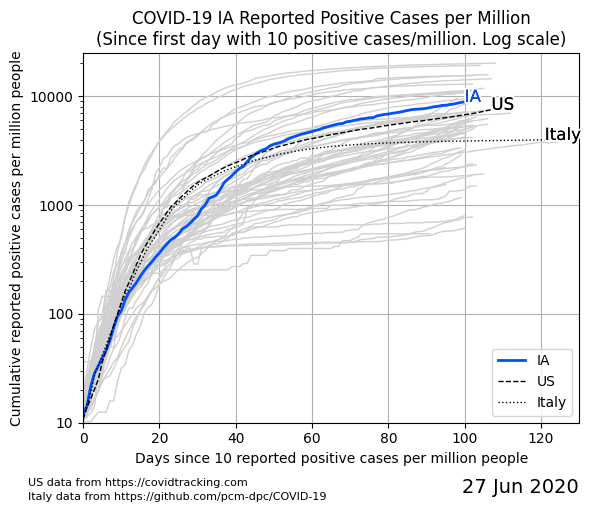 COVID-19 IA Reported Positive Cases per Million
(Since first day with 10 positive cases/million. Log scale)
Cumulative reported positive cases per million people
10000
1000
100
10
IA
US
Italy
IA
US
Italy
0
20
40
60
80
100
120
Days since 10 reported positive cases per million people
US data from https://covidtracking.com
Italy data from https://github.com/pcm-dpc/COVID-19
27 Jun 2020